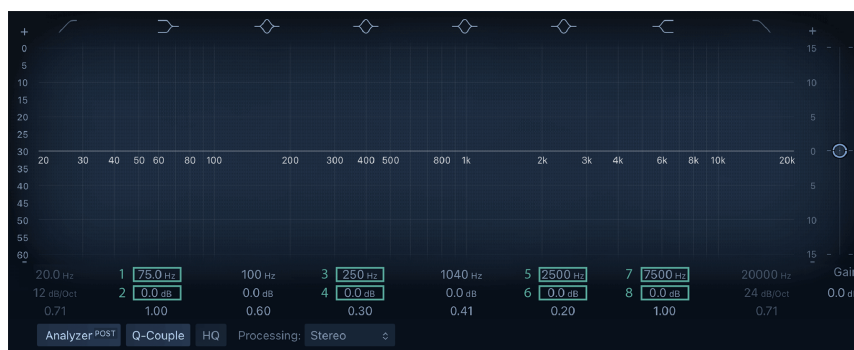 + +
0 15
5
10 10
15
20 5
25
30 20 30 40 50 60 80 100 200 300 400 500 800 1k 2k 3k 4k 6k 8k 10k 20k 0
35
40 5
45
50 10
55
60 15
- -
20.0 Hz 1 75.0 Hz 100 Hz 3 250 Hz 1040 Hz 5 2500 Hz 7 7500 Hz 20000 Hz Gain
12 dB/Oct 2 0.0 dB 0.0 dB 4 0.0 dB 0.0 dB 6 0.0 dB 8 0.0 dB 24 dB/Oct 0.0 d
0.71 1.00 0.60 0.30 0.41 0.20 1.00 0.71
Analyzer POST Q-Couple HQ Processing: Stereo